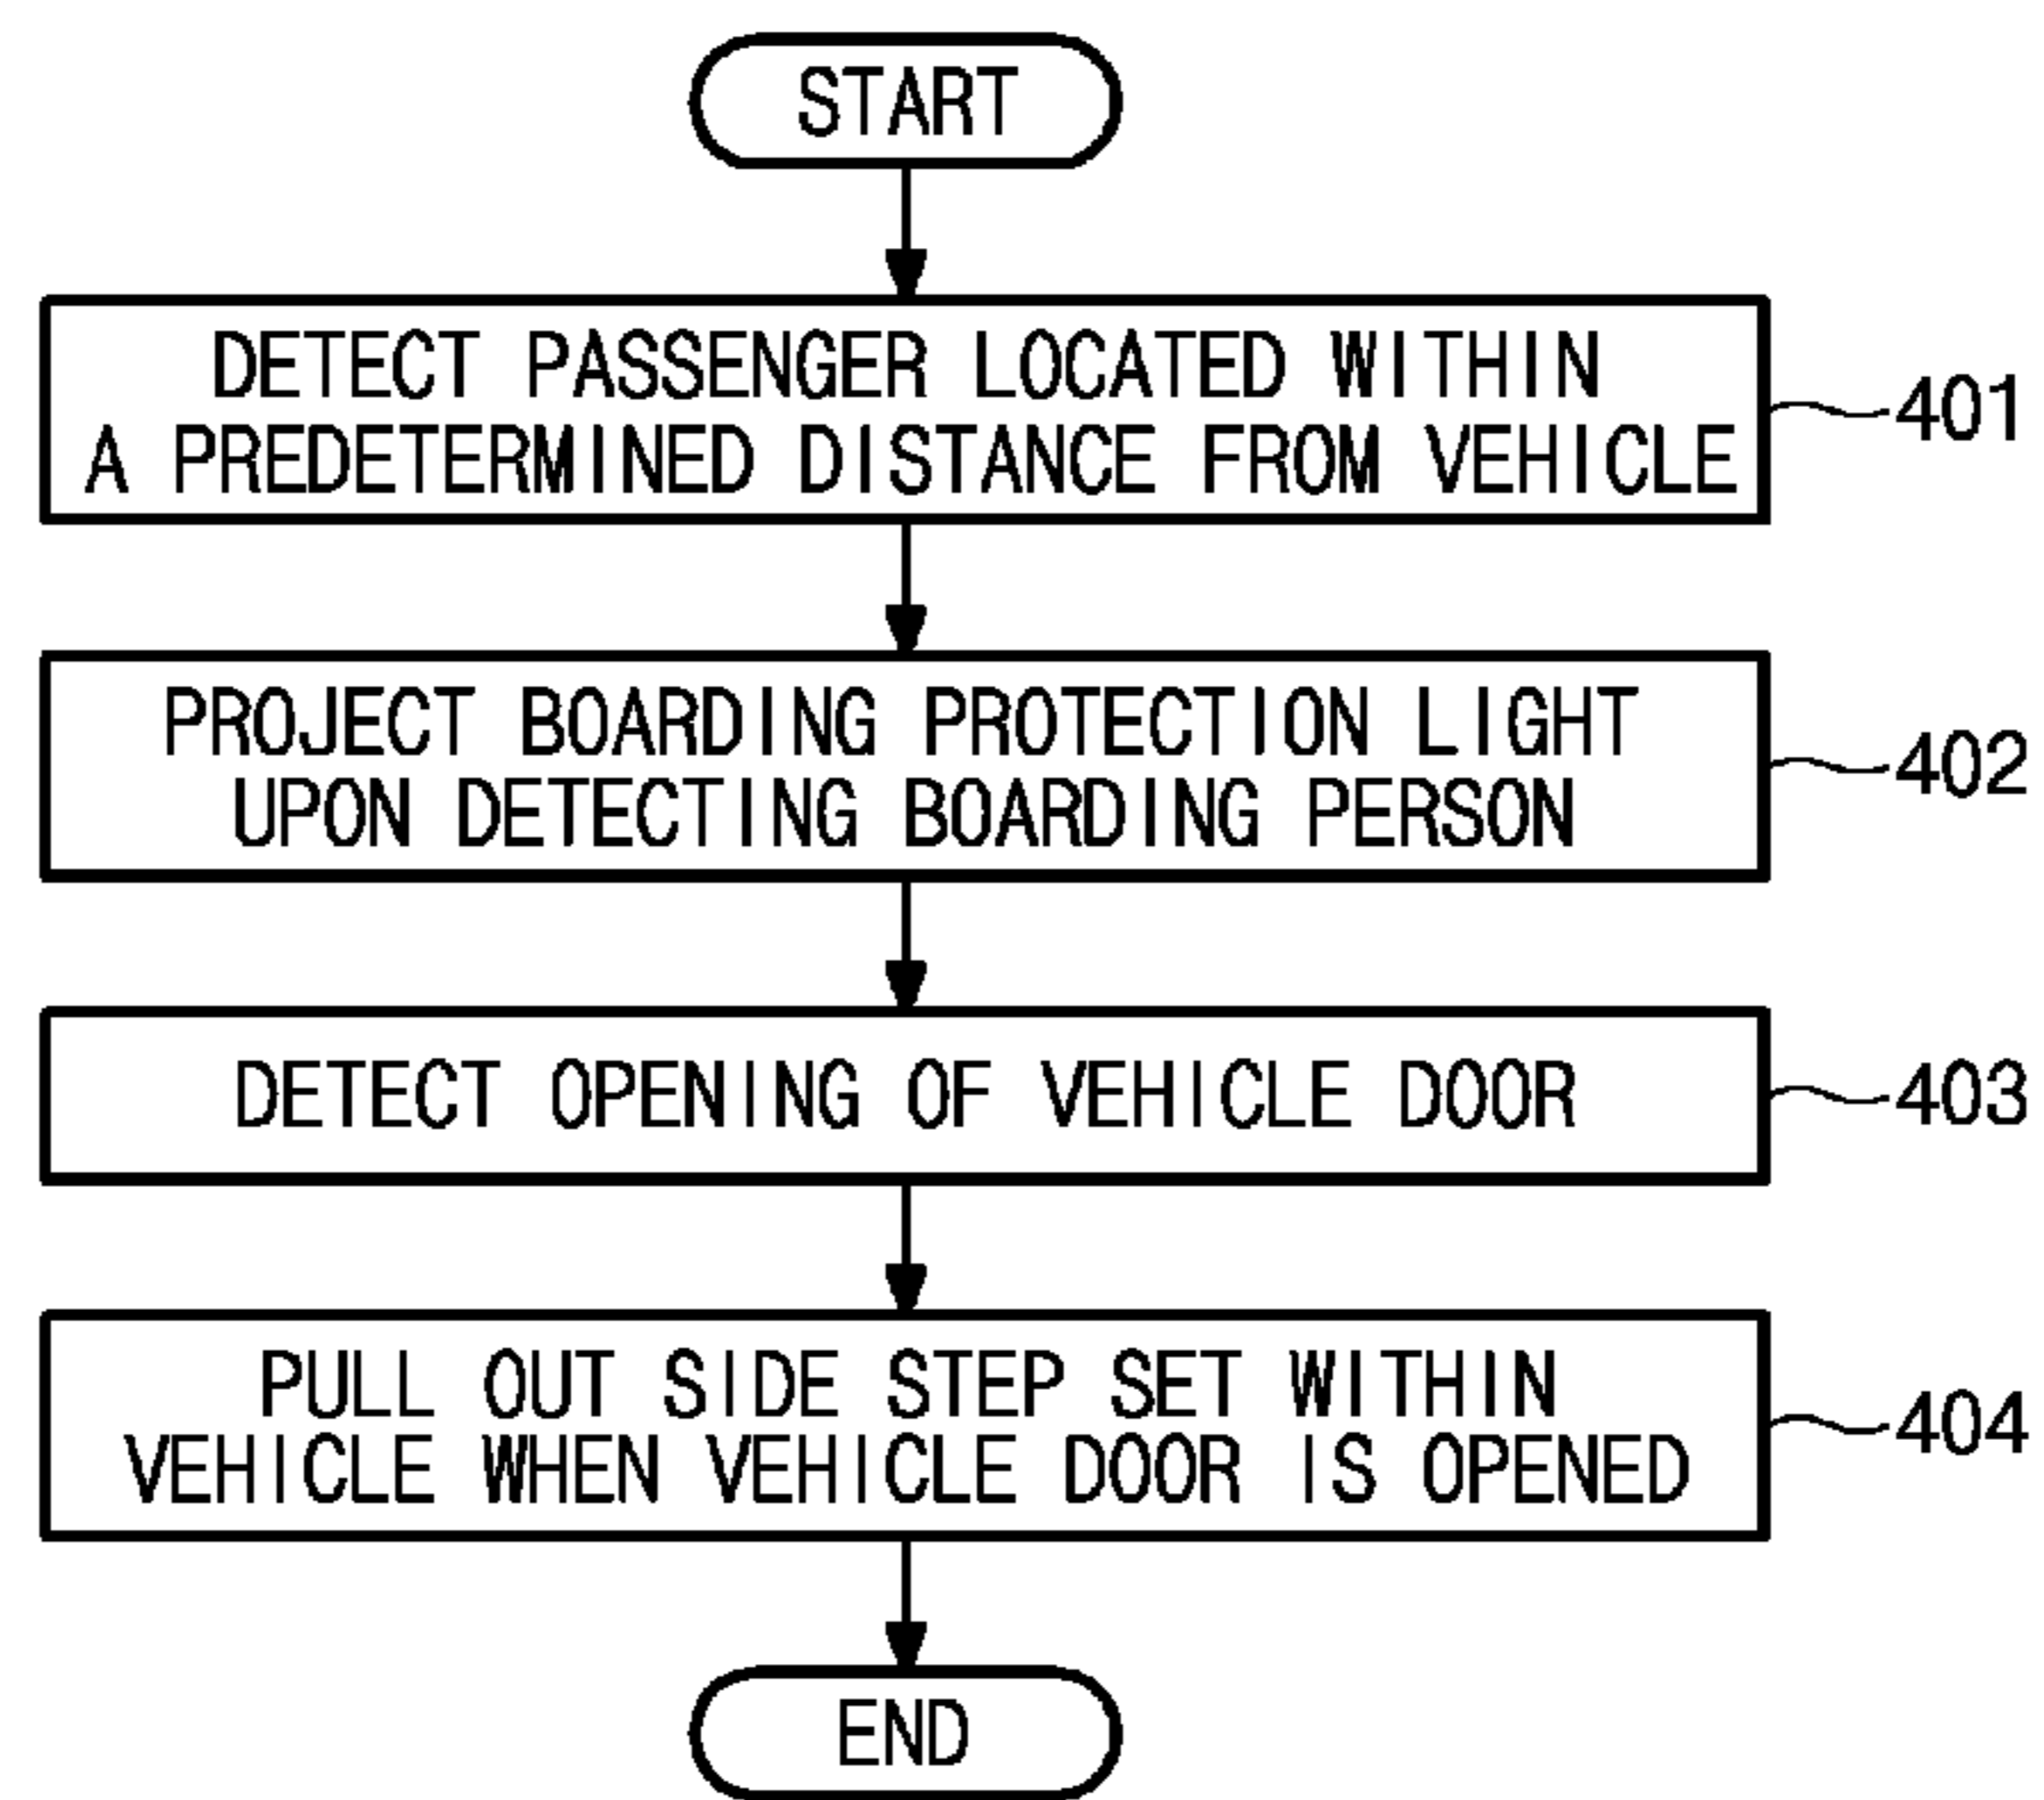 START
DETECT PASSENGER LOCATED WITHIN
A PREDETERMINED DISTANCE FROM VEHICLE
401
PROJECT BOARDING PROTECTION LIGHT
UPON DETECTING BOARDING PERSON
402
DETECT OPENING OF VEHICLE DOOR
403
PULL OUT SIDE STEP SET WITHIN
VEHICLE WHEN VEHICLE DOOR IS OPENED
404
END